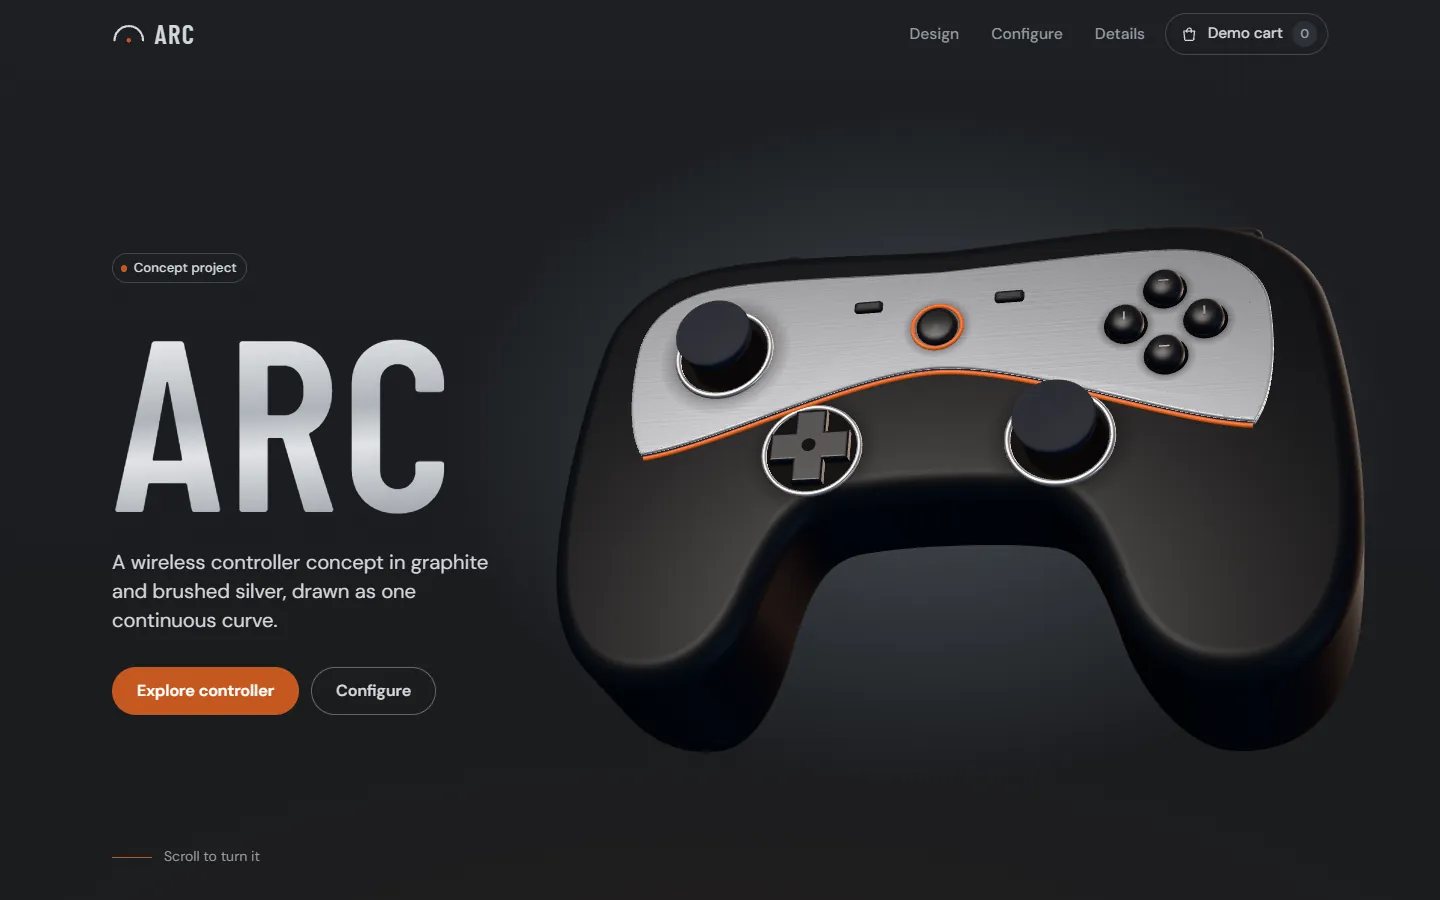 ARC
Design
Configure
Details
Demo cart
0
Concept project
ARC
A wireless controller concept in graphite
and brushed silver, drawn as one
continuous curve.
Explore controller
Configure
Scroll to turn it